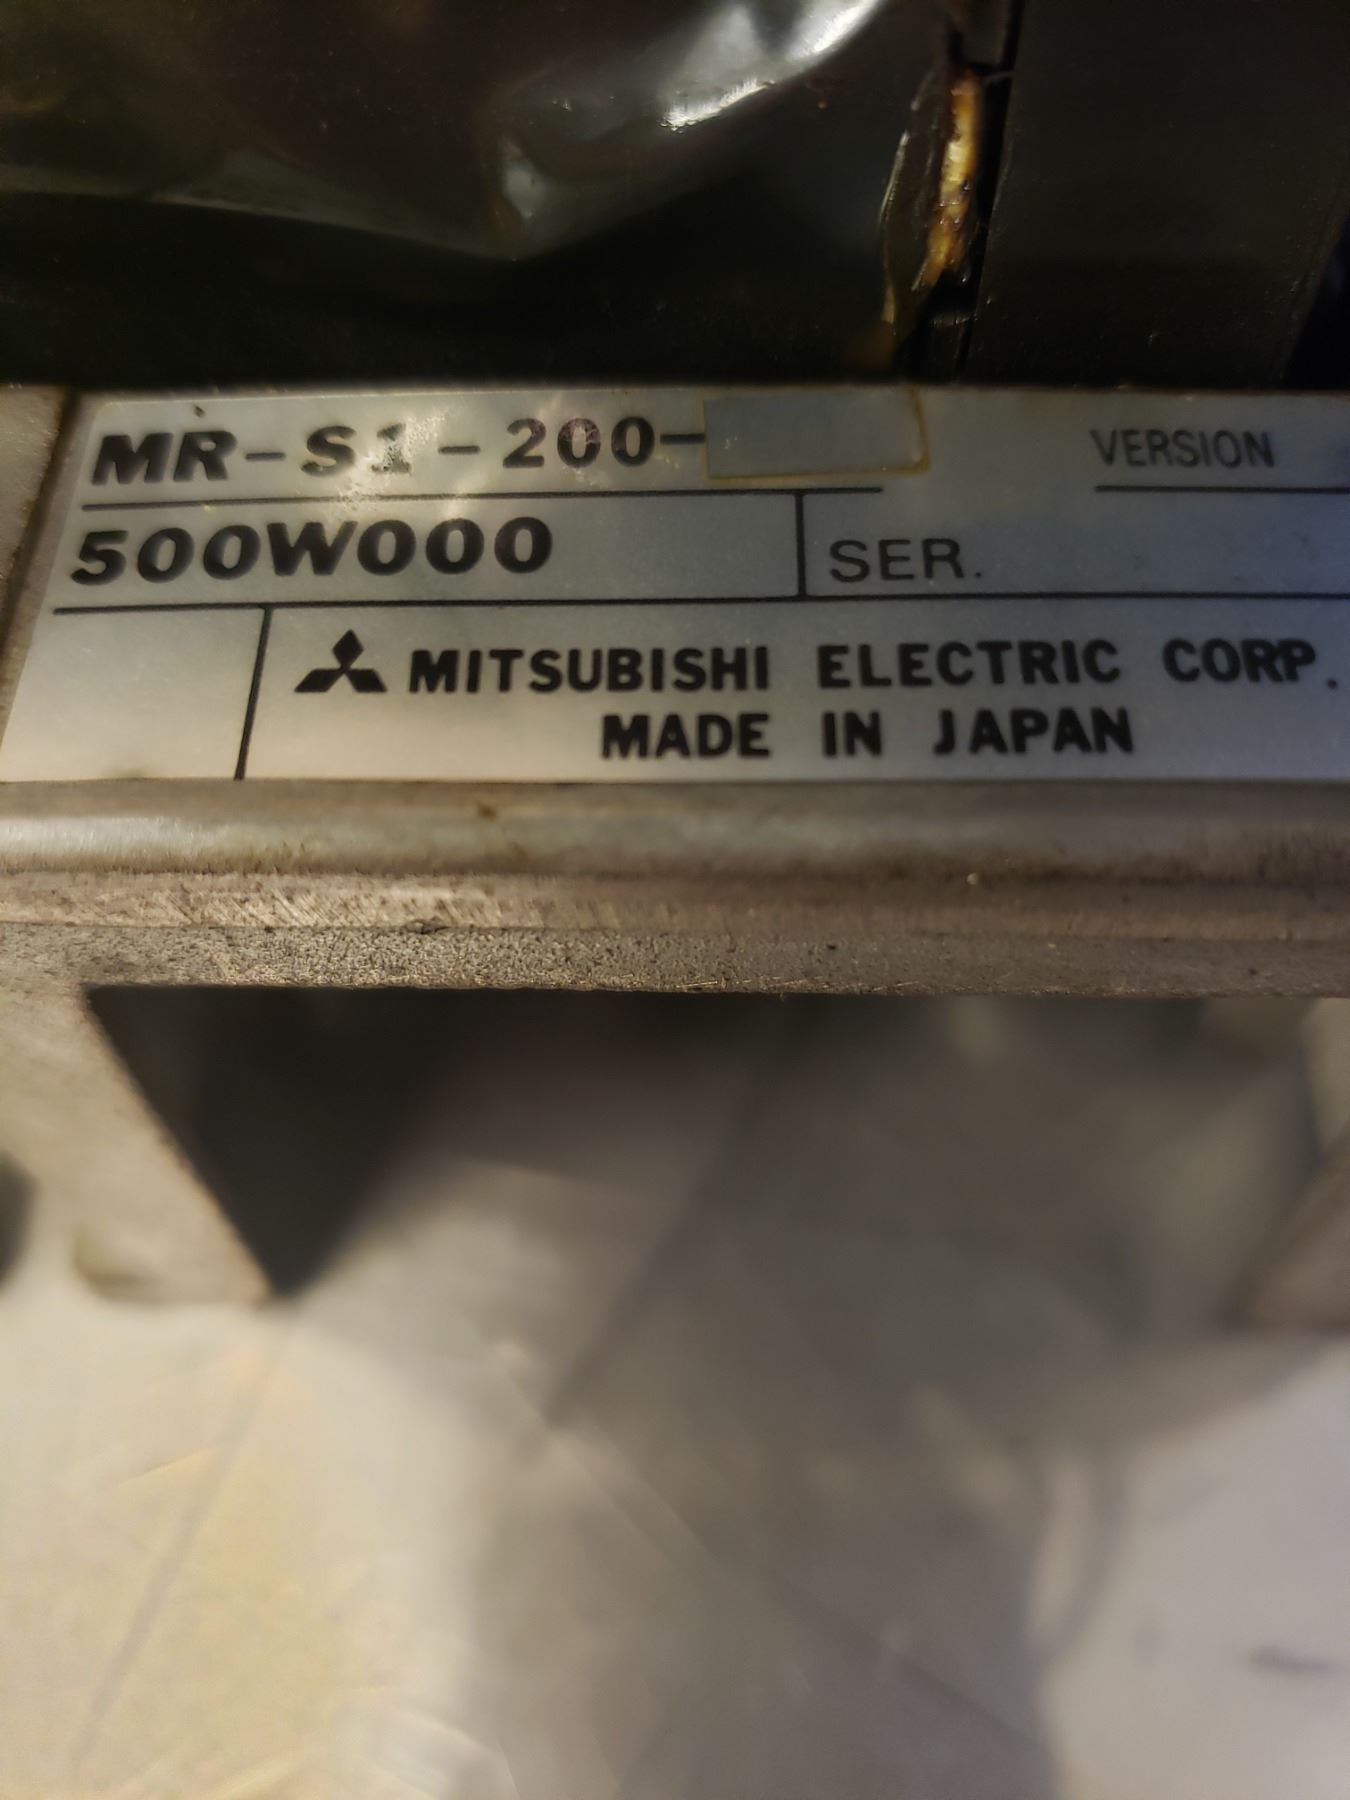 MR-S1-200-
VERSION
500W000
SER.
MITSUBISHI ELECTRIC CORP.
MADE IN JAPAN